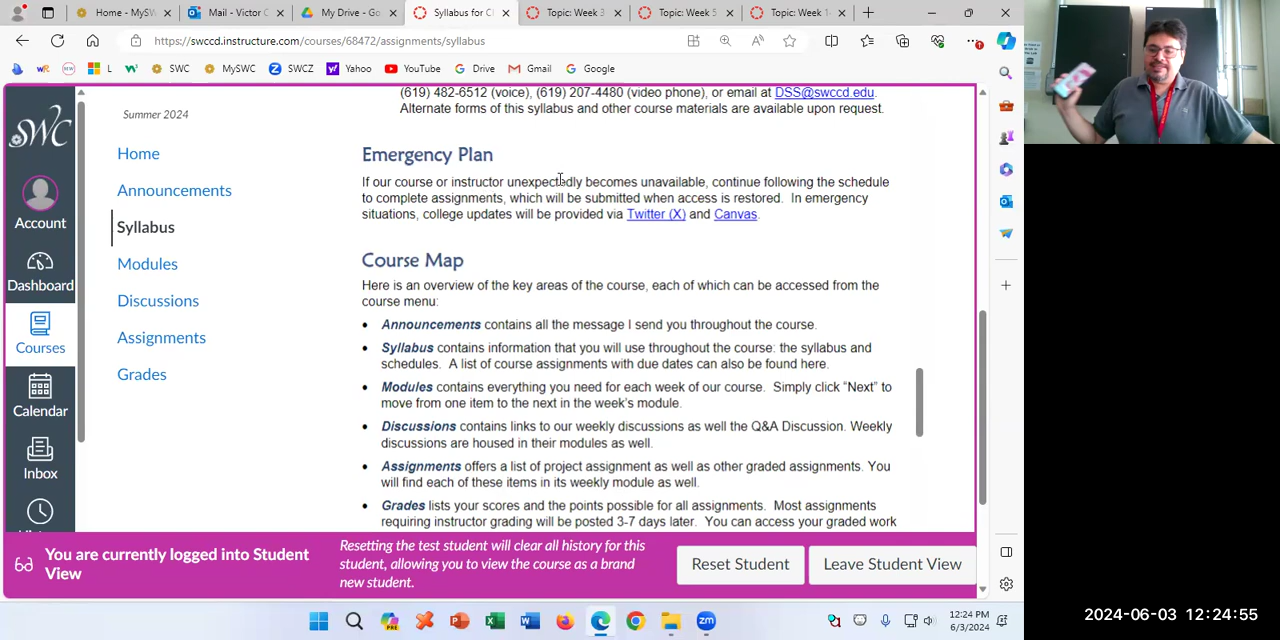 Home - MySW
Mail - Victor C
My Drive - Go
Syllabus for C
Topic: Week 3
Topic: Week 5
Topic: Week 1
https://swccd.instructure.com/courses/68472/assignments/syllabus
L
SWC
MySWC
SWCZ
Yahoo
YouTube
Drive
Gmail
Google
SWC
Account
Dashboard
Courses
Calendar
Inbox
Summer 2024
Home
Announcements
Syllabus
Modules
Discussions
Assignments
Grades
(619) 482-6512 (voice), (619) 207-4480 (video phone), or email at DSS@swccd.edu.
Alternate forms of this syllabus and other course materials are available upon request.
Emergency Plan
If our course or instructor unexpectedly becomes unavailable, continue following the schedule
to complete assignments, which will be submitted when access is restored. In emergency
situations, college updates will be provided via Twitter (X) and Canvas.
Course Map
Here is an overview of the key areas of the course, each of which can be accessed from the
course menu:
• Announcements contains all the message I send you throughout the course.
• Syllabus contains information that you will use throughout the course: the syllabus and
schedules. A list of course assignments with due dates can also be found here.
• Modules contains everything you need for each week of our course. Simply click "Next" to
move from one item to the next in the week's module.
• Discussions contains links to our weekly discussions as well the Q&A Discussion. Weekly
discussions are housed in their modules as well.
• Assignments offers a list of project assignment as well as other graded assignments. You
will find each of these items in its weekly module as well.
• Grades lists your scores and the points possible for all assignments. Most assignments
requiring instructor grading will be posted 3-7 days later. You can access your graded work
You are currently logged into Student
View
Resetting the test student will clear all history for this
student, allowing you to view the course as a brand
new student.
Reset Student
Leave Student View
12:24 PM
6/3/2024
2024-06-03 12:24:55